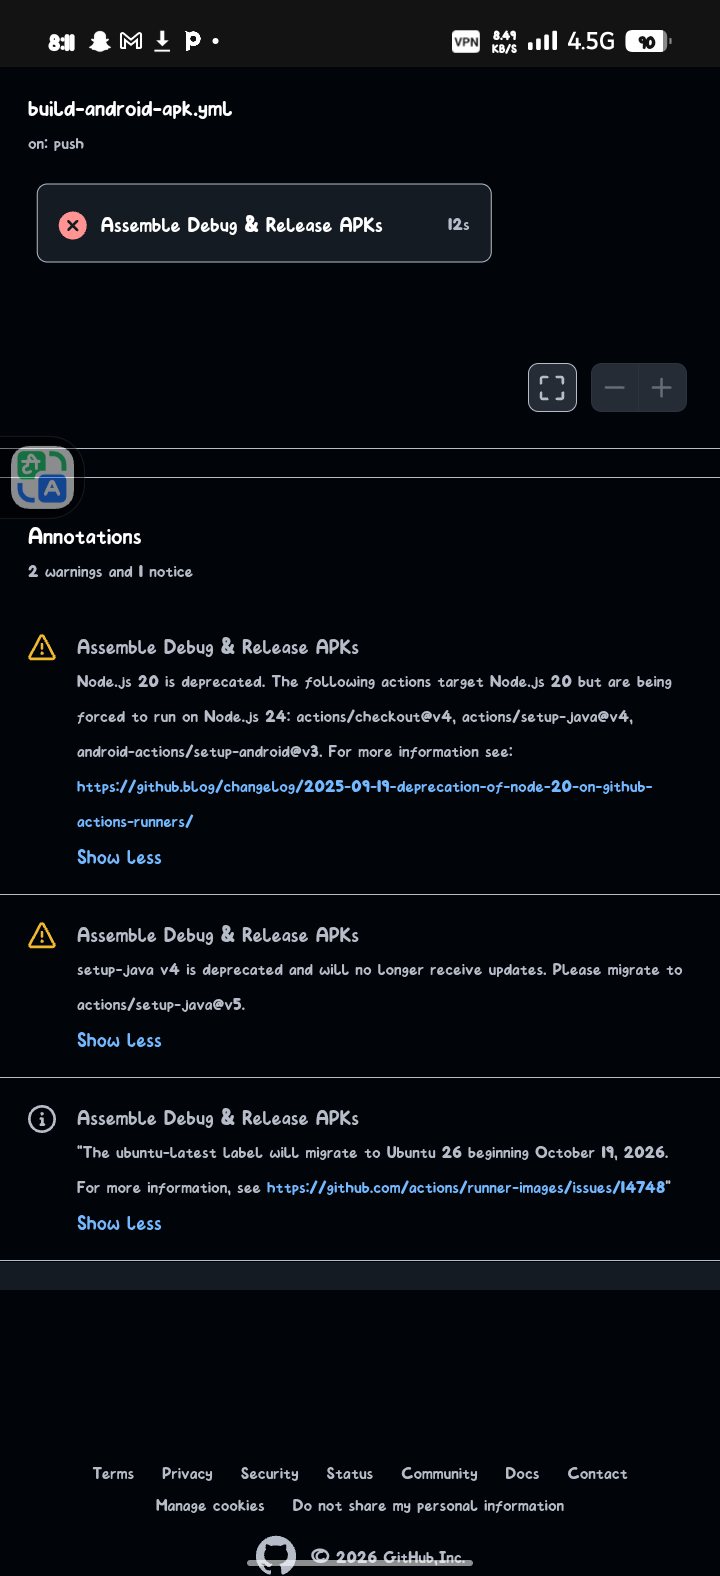 8:11
VPN
8.49
KB/S
4.5G
90
build-android-apk.yml
on: push
Assemble Debug & Release APKs
12s
A
Annotations
2 warnings and 1 notice
Assemble Debug & Release APKs
Node.js 20 is deprecated. The following actions target Node.js 20 but are being
forced to run on Node.js 24: actions/checkout@v4, actions/setup-java@v4,
android-actions/setup-android@v3. For more information see:
https://github.blog/changelog/2025-09-19-deprecation-of-node-20-on-github-
actions-runners/
Show less
Assemble Debug & Release APKs
setup-java v4 is deprecated and will no longer receive updates. Please migrate to
actions/setup-java@v5.
Show less
Assemble Debug & Release APKs
"The ubuntu-latest label will migrate to Ubuntu 26 beginning October 19, 2026.
For more information, see https://github.com/actions/runner-images/issues/14748"
Show less
Terms Privacy Security Status Community Docs Contact
Manage cookies Do not share my personal information
© 2026 GitHub,Inc.